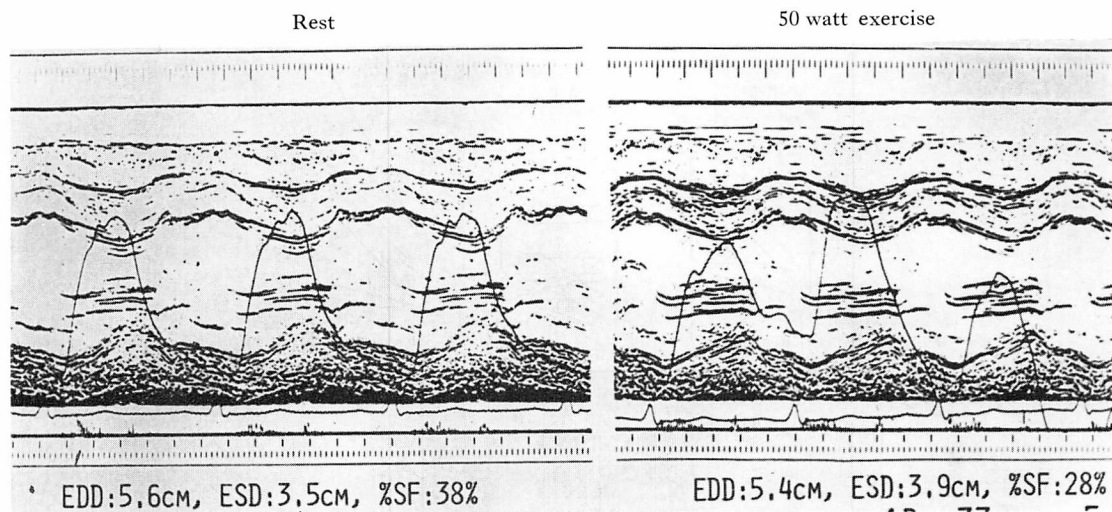 Rest
50 watt exercise
EDD:5.6CM, ESD:3.5CM, %SF:38%
EDD:5.4CM, ESD:3.9CM, %SF:28%